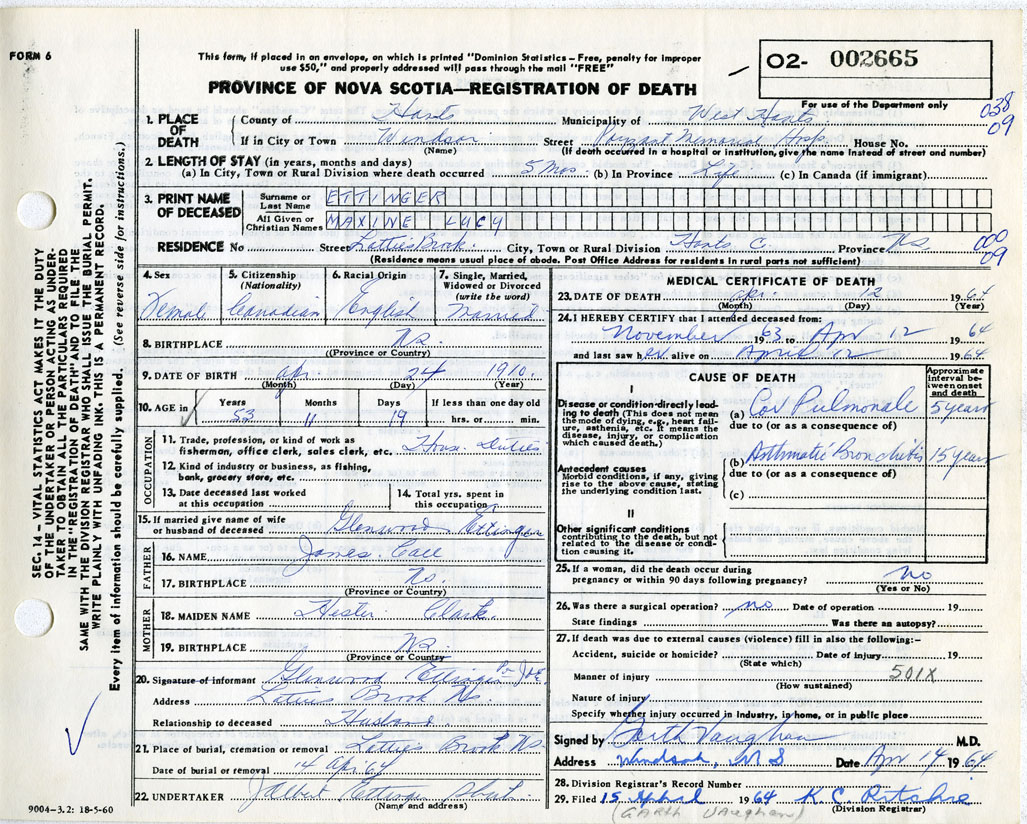 FORM 6
This form, if placed in an envelope, on which is printed "Dominion Statistics – Free, penalty for improper
use $50," and properly addressed will pass through the mail "FREE"
O2- 002665
PROVINCE OF NOVA SCOTIA—REGISTRATION OF DEATH
For use of the Department only
038
09
1. PLACE OF DEATH
County of Hants Municipality of West Hants
If in City or Town Windsor Street Hosp. House No.
(Name) (If death occurred in a hospital or institution, give the name instead of street and number)
2. LENGTH OF STAY (in years, months and days)
(a) In City, Town or Rural Division where death occurred 5 Mos. (b) In Province Life (c) In Canada (if immigrant)
3. PRINT NAME OF DECEASED
Surname or Last Name ETTINGER
All Given or Christian Names MAXINE LUCY
RESIDENCE No Street Lotties Brook City, Town or Rural Division Hants C. Province NS
(Residence means usual place of abode. Post Office Address for residents in rural parts not sufficient)
000
09
4. Sex Female
5. Citizenship (Nationality) Canadian
6. Racial Origin English
7. Single, Married, Widowed or Divorced (write the word) Married
8. BIRTHPLACE NS.
(Province or Country)
9. DATE OF BIRTH Apr 24 1910.
(Month) (Day) (Year)
10. AGE in Years 53 Months 11 Days 19 If less than one day old hrs. or min.
OCCUPATION
11. Trade, profession, or kind of work as fisherman, office clerk, sales clerk, etc. House Duties
12. Kind of industry or business, as fishing, bank, grocery store, etc.
13. Date deceased last worked at this occupation
14. Total yrs. spent in this occupation
15. If married give name of wife or husband of deceased Glenwood Ettinger
FATHER
16. NAME James
17. BIRTHPLACE NS.
(Province or Country)
MOTHER
18. MAIDEN NAME Hester Clark.
19. BIRTHPLACE NS.
(Province or Country)
20. Signature of informant Glenwood Ettinger Per
Address Brook NS.
Relationship to deceased Husband
21. Place of burial, cremation or removal Lotties Brook NS.
Date of burial or removal 14 Apr 64
22. UNDERTAKER Ettinger
(Name and address)
9004–3.2: 18-5-60
MEDICAL CERTIFICATE OF DEATH
23. DATE OF DEATH Apr. 12 1964
(Month) (Day) (Year)
24. I HEREBY CERTIFY that I attended deceased from:
November 1963 to Apr 12 1964
and last saw her alive on April 12 1964
CAUSE OF DEATH
Approximate interval between onset and death
I
Disease or condition directly leading to death (This does not mean the mode of dying, e.g., heart failure, asthenia, etc. It means the disease, injury, or complication which caused death.)
(a) Cor Pulmonale 5 years
due to (or as a consequence of)
Antecedent causes
Morbid conditions, if any, giving rise to the above cause, stating the underlying condition last.
(b) Asthmatic Bronchitis 15 years
due to (or as a consequence of)
(c)
II
Other significant conditions contributing to the death, but not related to the disease or condition causing it.
25. If a woman, did the death occur during pregnancy or within 90 days following pregnancy? no
(Yes or No)
26. Was there a surgical operation? no Date of operation 19
State findings Was there an autopsy?
27. If death was due to external causes (violence) fill in also the following:–
Accident, suicide or homicide? Date of injury 19
(State which)
Manner of injury 501X
(How sustained)
Nature of injury
Specify whether injury occurred in industry, in home, or in public place
Signed by Garth Vaughan M.D.
Address Windsor, NS Date Apr 14 1964
28. Division Registrar's Record Number
29. Filed 15 April 1964 K. C. Ritchie
(Division Registrar)
(GARTH VAUGHAN)
SEC. 14 – VITAL STATISTICS ACT MAKES IT THE DUTY
OF THE UNDERTAKER OR PERSON ACTING AS UNDER-
TAKER TO OBTAIN ALL THE PARTICULARS REQUIRED
IN THE "REGISTRATION OF DEATH" AND TO FILE THE
SAME WITH THE DIVISION REGISTRAR WHO SHALL ISSUE THE BURIAL PERMIT.
WRITE PLAINLY WITH UNFADING INK. THIS IS A PERMANENT RECORD.
Every item of information should be carefully supplied. (See reverse side for instructions.)